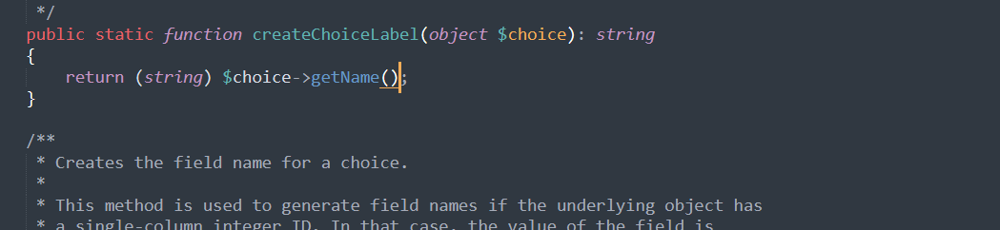 */
public static function createChoiceLabel(object $choice): string
{
return (string) $choice->getName();
}
/**
* Creates the field name for a choice.
*
* This method is used to generate field names if the underlying object has
* a single-column integer ID. In that case, the value of the field is